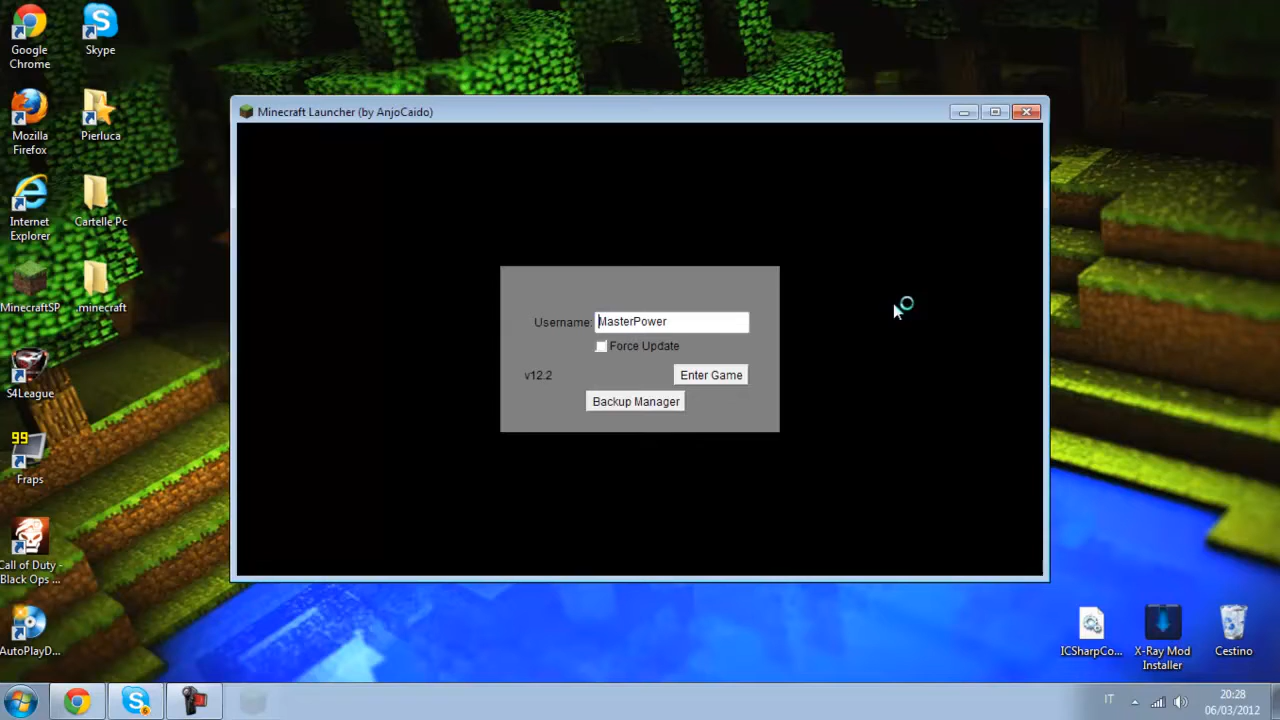 Google
Chrome
Skype
Mozilla
Firefox
Pierluca
Internet
Explorer
Cartelle Pc
MinecraftSP
.minecraft
S4League
99
Fraps
Call of Duty -
Black Ops ...
AutoPlayD...
Minecraft Launcher (by AnjoCaido)
Username: MasterPower
Force Update
v12.2
Enter Game
Backup Manager
ICSharpCo...
X-Ray Mod
Installer
Cestino
IT
20:28
06/03/2012